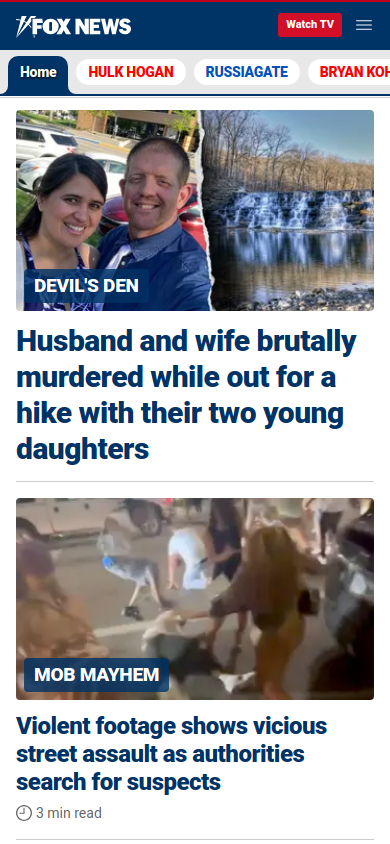 FOX NEWS
Watch TV
Home
HULK HOGAN
RUSSIAGATE
BRYAN KOH
DEVIL'S DEN
Husband and wife brutally
murdered while out for a
hike with their two young
daughters
MOB MAYHEM
Violent footage shows vicious
street assault as authorities
search for suspects
3 min read